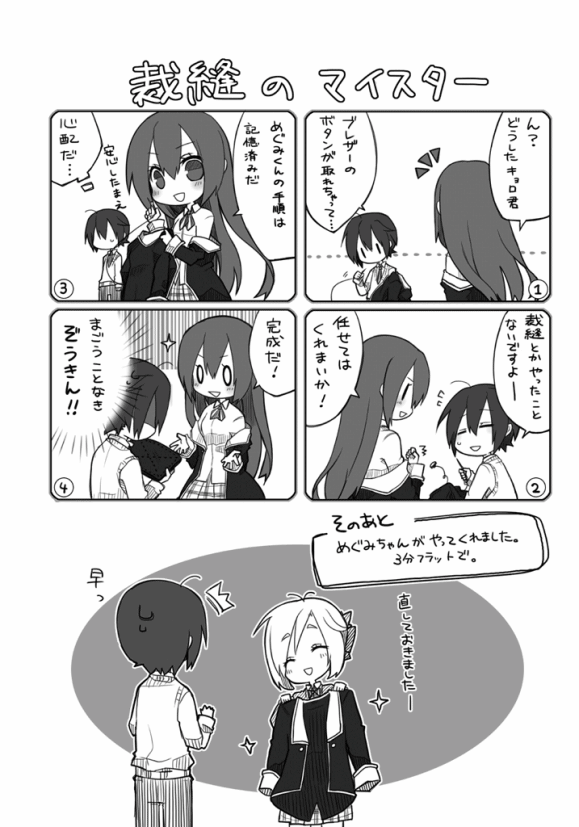 裁縫のマイスター
ん？
どうしたキョロ君
ブレザーの
ボタンが取れちゃって…
①
裁縫とかやったこと
ないですよー
任せては
くれまいか！
②
めぐみくんの手順は
記憶済みだ
安心したまえ
心配だ…
③
完成だ！
まごうことなき
ぞうきん!!
④
そのあと
めぐみちゃんがやってくれました。
3分フラットで。
直しておきましたー
早っ